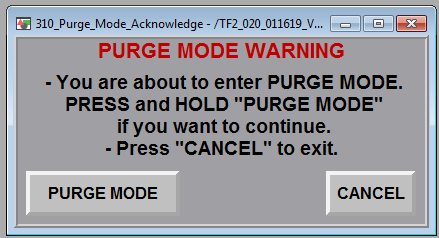 310_Purge_Mode_Acknowledge - /TF2_020_011619_V...
PURGE MODE WARNING
- You are about to enter PURGE MODE.
PRESS and HOLD "PURGE MODE"
if you want to continue.
- Press "CANCEL" to exit.
PURGE MODE
CANCEL